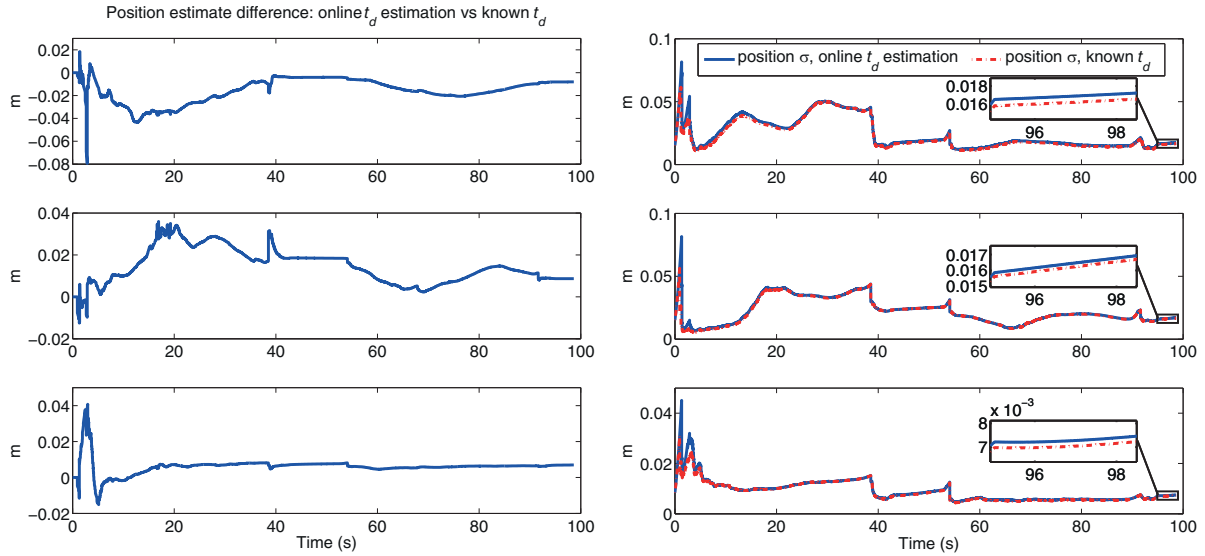 Position estimate difference: online t_d estimation vs known t_d
0.02
0
−0.02
−0.04
−0.06
−0.08
m
0 20 40 60 80 100
0.04
0.02
0
−0.02
m
0 20 40 60 80 100
0.04
0.02
0
−0.02
m
0 20 40 60 80 100
Time (s)
0.1
0.05
0
m
position σ, online t_d estimation
position σ, known t_d
0.018
0.016
96 98
0 20 40 60 80 100
0.1
0.05
0
m
0.017
0.016
0.015
96 98
0 20 40 60 80 100
0.04
0.02
0
m
x 10⁻³
8
7
96 98
0 20 40 60 80 100
Time (s)